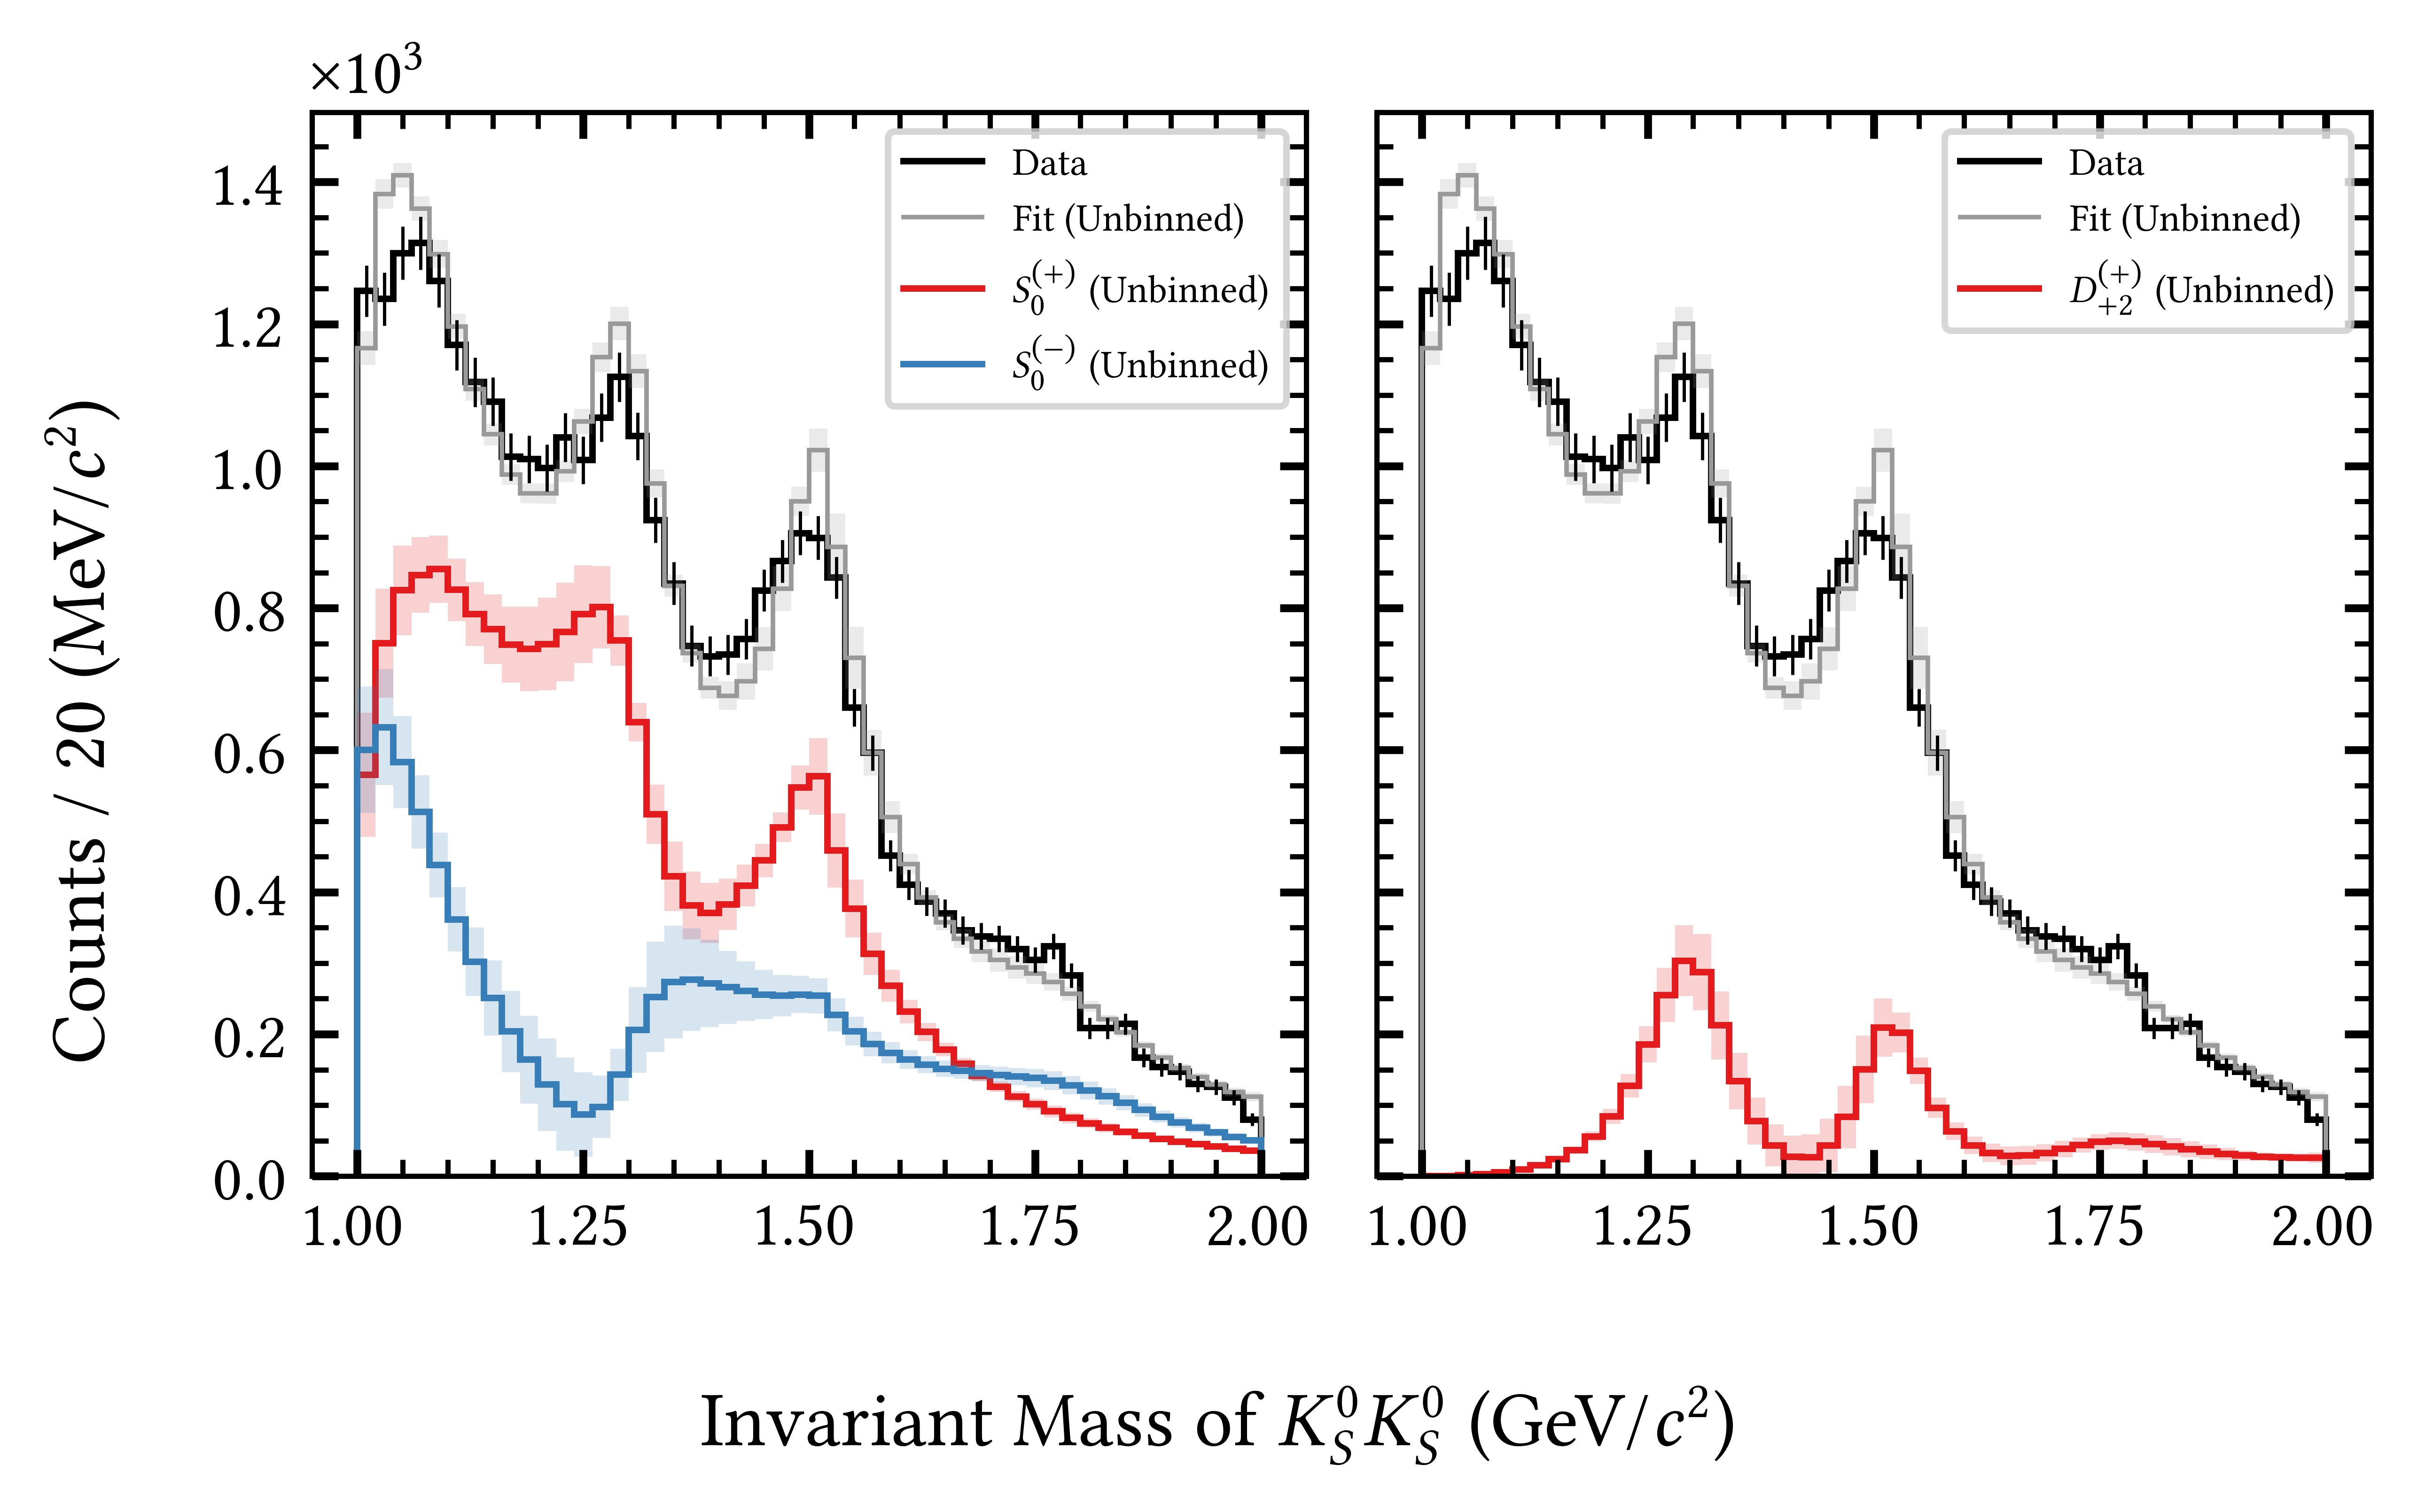 ×10³
Counts / 20 (MeV/c²)
1.4
1.2
1.0
0.8
0.6
0.4
0.2
0.0
Data
Fit (Unbinned)
S₀⁽⁺⁾ (Unbinned)
S₀⁽⁻⁾ (Unbinned)
1.00 1.25 1.50 1.75 2.00
Data
Fit (Unbinned)
D₊₂⁽⁺⁾ (Unbinned)
1.00 1.25 1.50 1.75 2.00
Invariant Mass of K_S⁰K_S⁰ (GeV/c²)